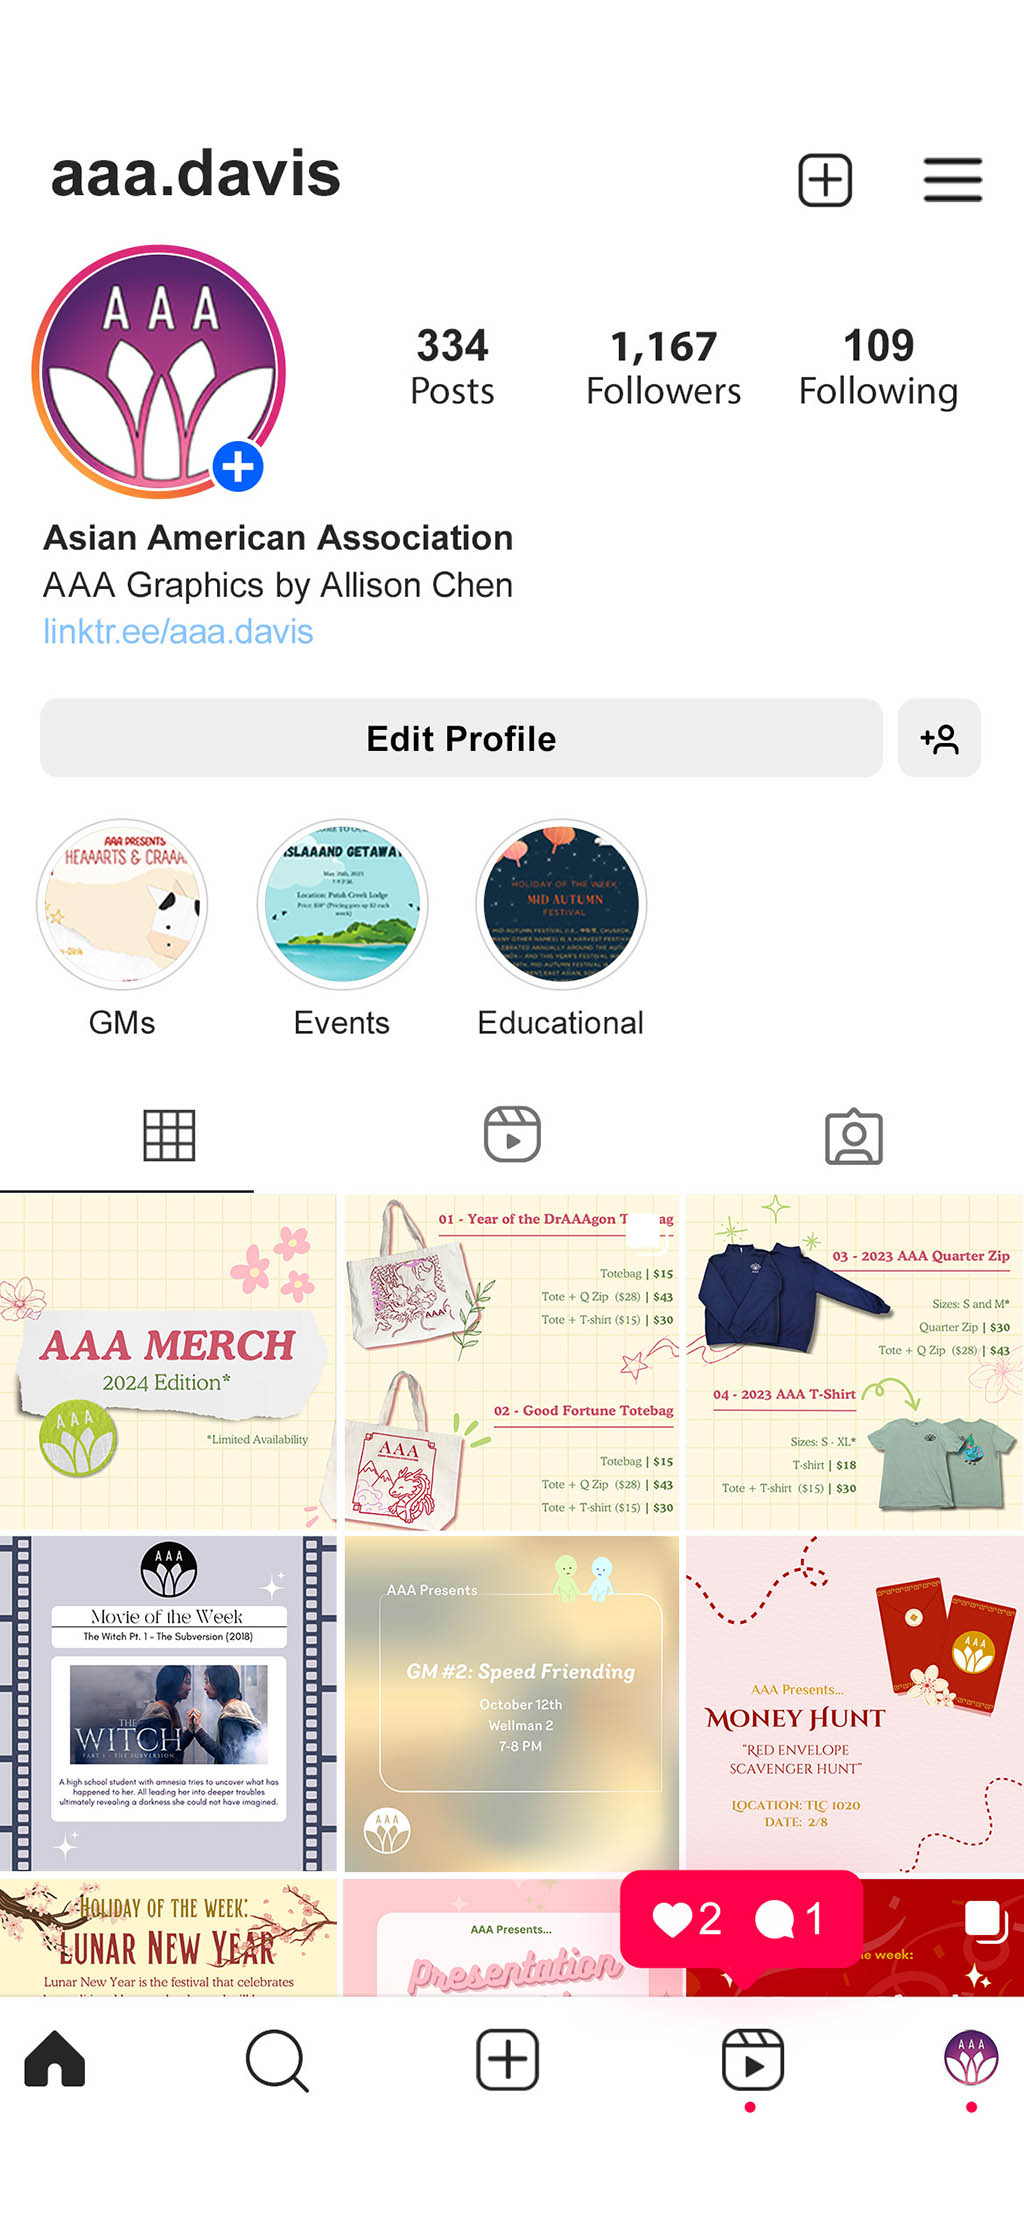 aaa.davis
AAA
334
Posts
1,167
Followers
109
Following
Asian American Association
AAA Graphics by Allison Chen
linktr.ee/aaa.davis
Edit Profile
AAA PRESENTS
HEAAARTS & CRAAA
ISLAAAND GETAWA
May 26th, 2023
7-9 P.M.
Location: Putah Creek Lodge
HOLIDAY OF THE WEEK:
MID AUTUMN
FESTIVAL
GMs
Events
Educational
AAA MERCH
2024 Edition*
AAA
*Limited Availability
01 - Year of the DrAAAgon T ag
Totebag | $15
Tote + Q Zip ($28) | $43
Tote + T-shirt ($15) | $30
02 - Good Fortune Totebag
AAA
Totebag | $15
Tote + Q Zip ($28) | $43
Tote + T-shirt ($15) | $30
03 - 2023 AAA Quarter Zip
Sizes: S and M*
Quarter Zip | $30
Tote + Q Zip ($28) | $43
04 - 2023 AAA T-Shirt
Sizes: S - XL*
T-shirt | $18
Tote + T-shirt ($15) | $30
AAA
Movie of the Week
The Witch Pt. 1 - The Subversion (2018)
THE
WITCH
PART 1 - THE SUBVERSION
A high school student with amnesia tries to uncover what has
happened to her. All leading her into deeper troubles
ultimately revealing a darkness she could not have imagined.
AAA Presents
GM #2: Speed Friending
October 12th
Wellman 2
7-8 PM
AAA
AAA
AAA Presents...
MONEY HUNT
"RED ENVELOPE
SCAVENGER HUNT"
LOCATION: TLC 1020
DATE: 2/8
HOLIDAY OF THE WEEK:
LUNAR NEW YEAR
Lunar New Year is the festival that celebrates
AAA Presents...
Presentation
2 1
e week:
AAA